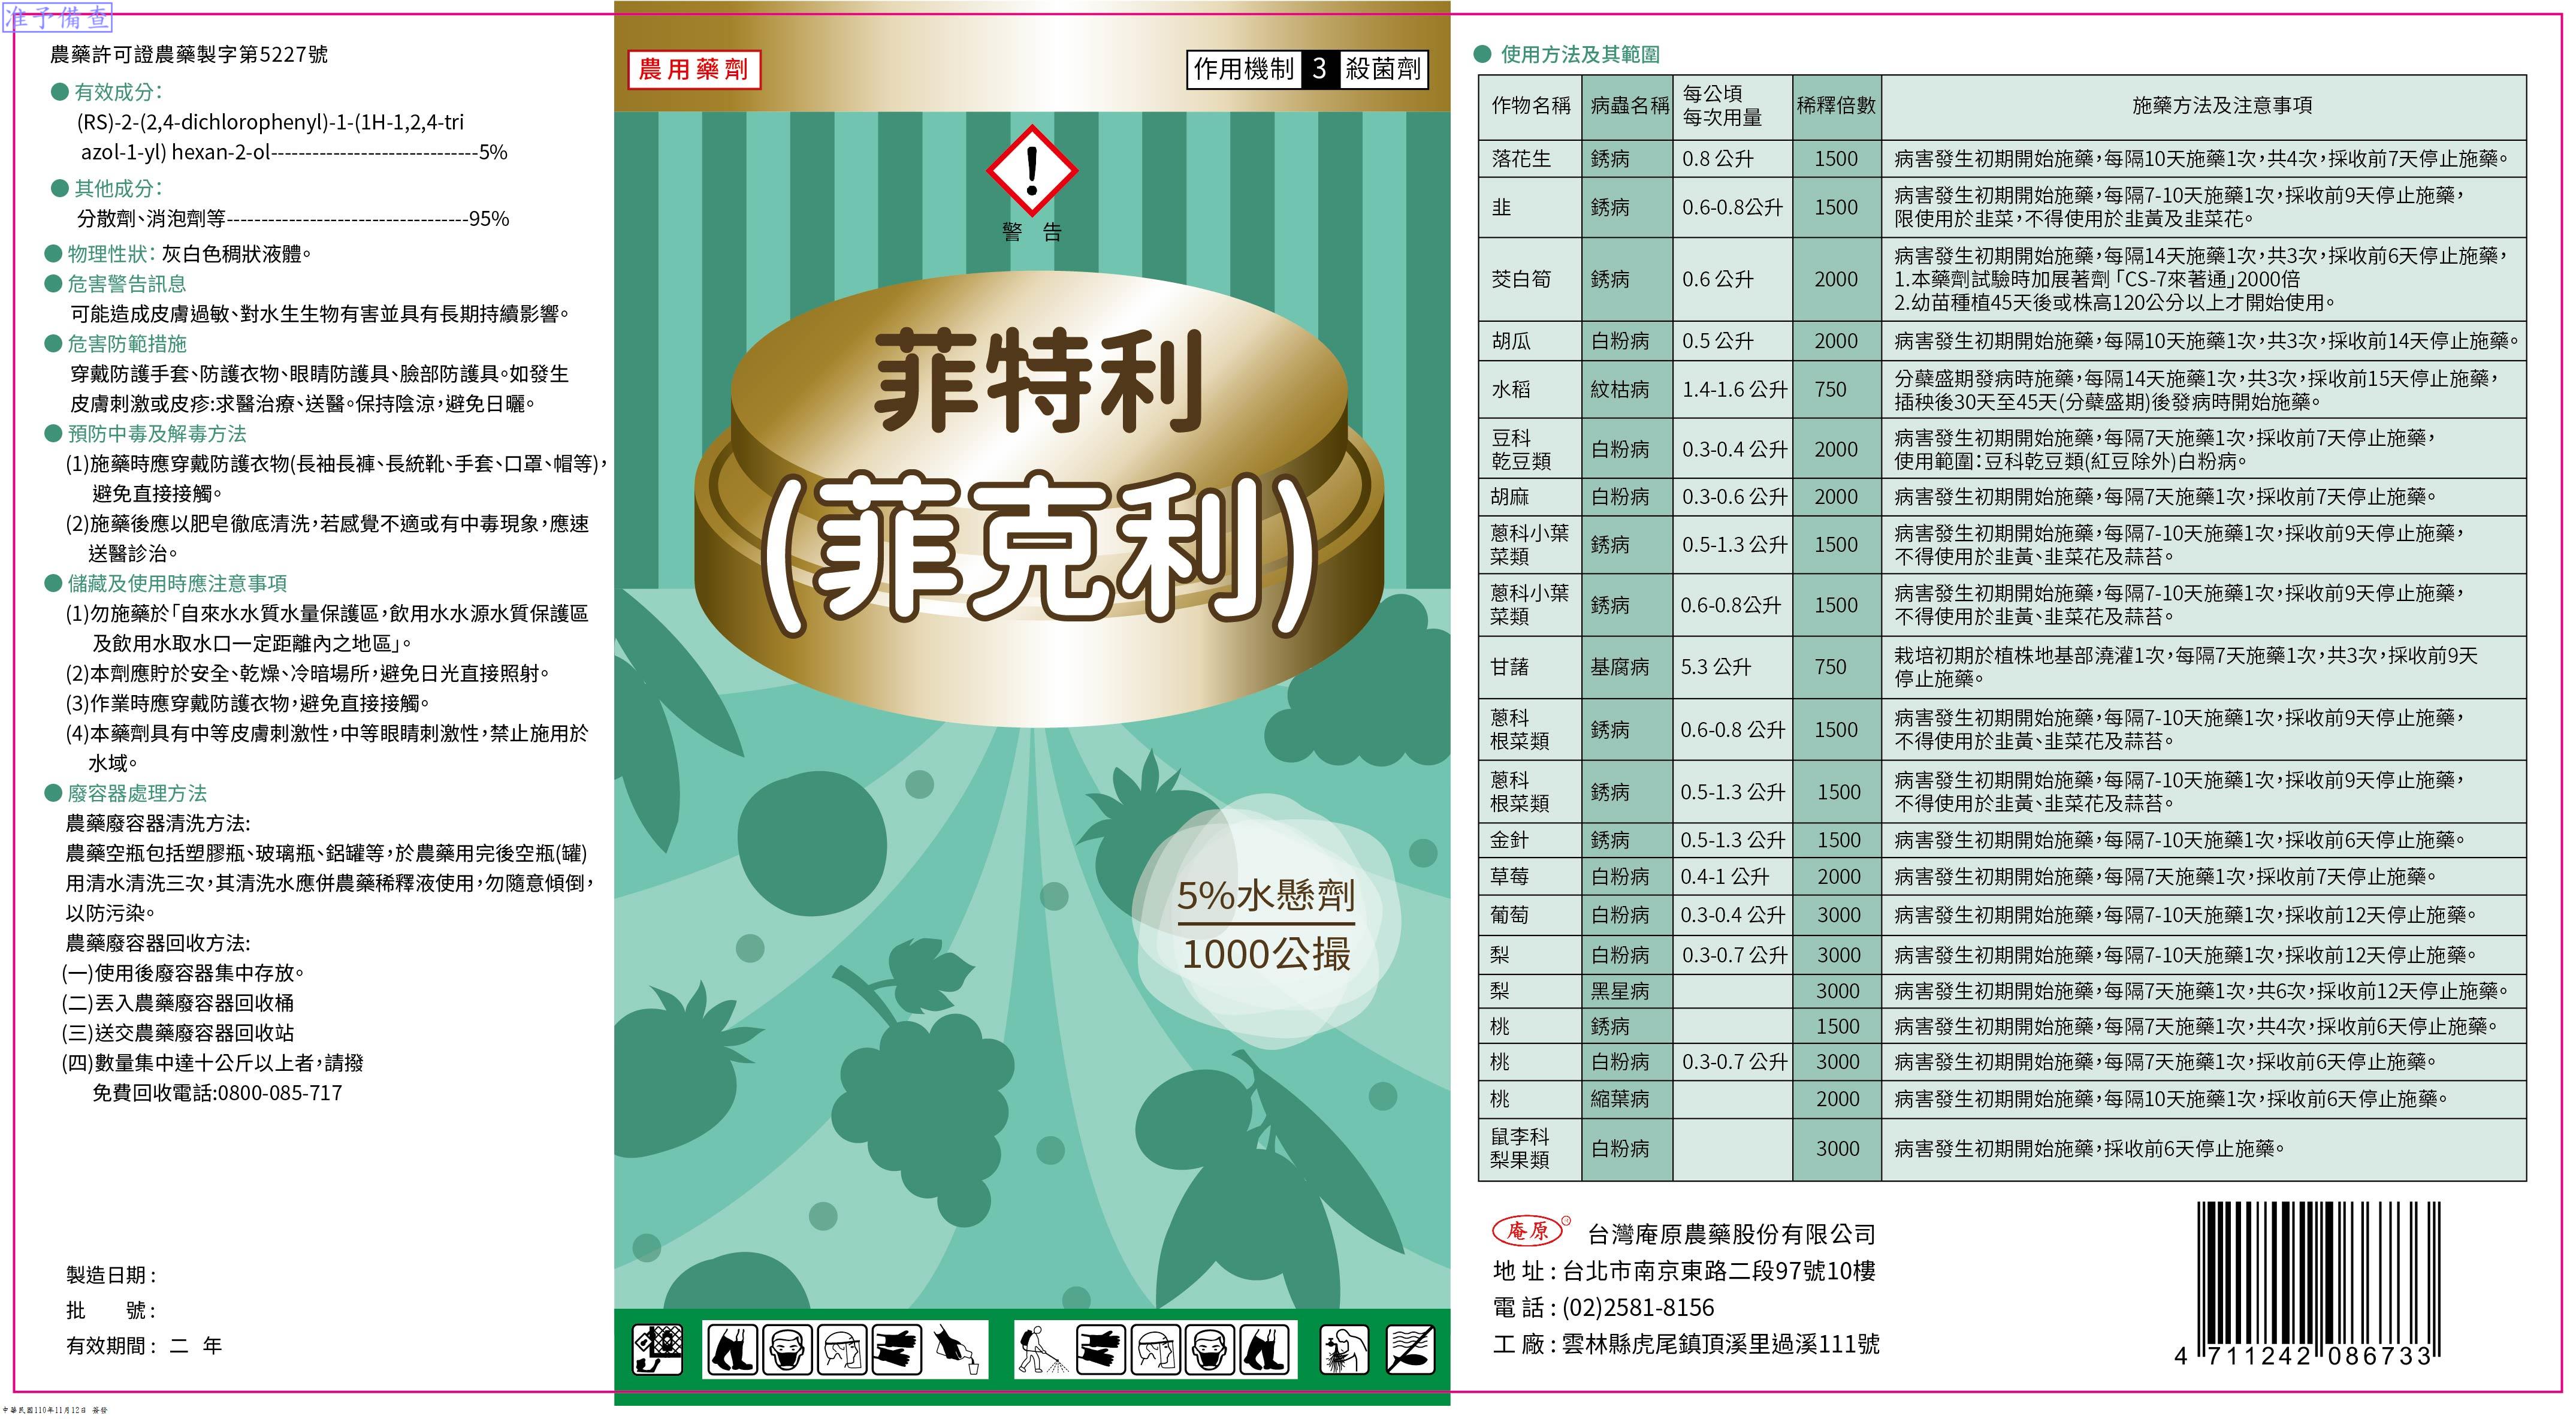 准予備查
農藥許可證農藥製字第5227號
● 有效成分：
(RS)-2-(2,4-dichlorophenyl)-1-(1H-1,2,4-tri
azol-1-yl) hexan-2-ol------------------------------5%
● 其他成分：
分散劑、消泡劑等-----------------------------------95%
● 物理性狀：灰白色稠狀液體。
● 危害警告訊息
可能造成皮膚過敏、對水生生物有害並具有長期持續影響。
● 危害防範措施
穿戴防護手套、防護衣物、眼睛防護具、臉部防護具。如發生
皮膚刺激或皮疹：求醫治療、送醫。保持陰涼，避免日曬。
● 預防中毒及解毒方法
(1)施藥時應穿戴防護衣物(長袖長褲、長統靴、手套、口罩、帽等)，
避免直接接觸。
(2)施藥後應以肥皂徹底清洗，若感覺不適或有中毒現象，應速
送醫診治。
● 儲藏及使用時應注意事項
(1)勿施藥於「自來水水質水量保護區，飲用水水源水質保護區
及飲用水取水口一定距離內之地區」。
(2)本劑應貯於安全、乾燥、冷暗場所，避免日光直接照射。
(3)作業時應穿戴防護衣物，避免直接接觸。
(4)本藥劑具有中等皮膚刺激性，中等眼睛刺激性，禁止施用於
水域。
● 廢容器處理方法
農藥廢容器清洗方法:
農藥空瓶包括塑膠瓶、玻璃瓶、鋁罐等，於農藥用完後空瓶(罐)
用清水清洗三次，其清洗水應併農藥稀釋液使用，勿隨意傾倒，
以防污染。
農藥廢容器回收方法:
(一)使用後廢容器集中存放。
(二)丟入農藥廢容器回收桶
(三)送交農藥廢容器回收站
(四)數量集中達十公斤以上者，請撥
免費回收電話:0800-085-717
製造日期：
批 號：
有效期間： 二 年
中華民國110年11月12日 簽發
農用藥劑
作用機制 3 殺菌劑
警 告
菲特利
(菲克利)
5%水懸劑
1000公撮
● 使用方法及其範圍
作物名稱 病蟲名稱 每公頃每次用量 稀釋倍數 施藥方法及注意事項
落花生 銹病 0.8 公升 1500 病害發生初期開始施藥，每隔10天施藥1次，共4次，採收前7天停止施藥。
韭 銹病 0.6-0.8公升 1500 病害發生初期開始施藥，每隔7-10天施藥1次，採收前9天停止施藥，
限使用於韭菜，不得使用於韭黃及韭菜花。
茭白筍 銹病 0.6 公升 2000 病害發生初期開始施藥，每隔14天施藥1次，共3次，採收前6天停止施藥，
1.本藥劑試驗時加展著劑「CS-7來著通」2000倍
2.幼苗種植45天後或株高120公分以上才開始使用。
胡瓜 白粉病 0.5 公升 2000 病害發生初期開始施藥，每隔10天施藥1次，共3次，採收前14天停止施藥。
水稻 紋枯病 1.4-1.6 公升 750 分蘗盛期發病時施藥，每隔14天施藥1次，共3次，採收前15天停止施藥，
插秧後30天至45天(分蘗盛期)後發病時開始施藥。
豆科乾豆類 白粉病 0.3-0.4 公升 2000 病害發生初期開始施藥，每隔7天施藥1次，採收前7天停止施藥，
使用範圍：豆科乾豆類(紅豆除外)白粉病。
胡麻 白粉病 0.3-0.6 公升 2000 病害發生初期開始施藥，每隔7天施藥1次，採收前7天停止施藥。
蔥科小葉菜類 銹病 0.5-1.3 公升 1500 病害發生初期開始施藥，每隔7-10天施藥1次，採收前9天停止施藥，
不得使用於韭黃、韭菜花及蒜苔。
蔥科小葉菜類 銹病 0.6-0.8公升 1500 病害發生初期開始施藥，每隔7-10天施藥1次，採收前9天停止施藥，
不得使用於韭黃、韭菜花及蒜苔。
甘藷 基腐病 5.3 公升 750 栽培初期於植株地基部澆灌1次，每隔7天施藥1次，共3次，採收前9天
停止施藥。
蔥科根菜類 銹病 0.6-0.8 公升 1500 病害發生初期開始施藥，每隔7-10天施藥1次，採收前9天停止施藥，
不得使用於韭黃、韭菜花及蒜苔。
蔥科根菜類 銹病 0.5-1.3 公升 1500 病害發生初期開始施藥，每隔7-10天施藥1次，採收前9天停止施藥，
不得使用於韭黃、韭菜花及蒜苔。
金針 銹病 0.5-1.3 公升 1500 病害發生初期開始施藥，每隔7-10天施藥1次，採收前6天停止施藥。
草莓 白粉病 0.4-1 公升 2000 病害發生初期開始施藥，每隔7天施藥1次，採收前7天停止施藥。
葡萄 白粉病 0.3-0.4 公升 3000 病害發生初期開始施藥，每隔7-10天施藥1次，採收前12天停止施藥。
梨 白粉病 0.3-0.7 公升 3000 病害發生初期開始施藥，每隔7-10天施藥1次，採收前12天停止施藥。
梨 黑星病 3000 病害發生初期開始施藥，每隔7天施藥1次，共6次，採收前12天停止施藥。
桃 銹病 1500 病害發生初期開始施藥，每隔7天施藥1次，共4次，採收前6天停止施藥。
桃 白粉病 0.3-0.7 公升 3000 病害發生初期開始施藥，每隔7天施藥1次，採收前6天停止施藥。
桃 縮葉病 2000 病害發生初期開始施藥，每隔10天施藥1次，採收前6天停止施藥。
鼠李科梨果類 白粉病 3000 病害發生初期開始施藥，採收前6天停止施藥。
庵原 台灣庵原農藥股份有限公司
地 址：台北市南京東路二段97號10樓
電 話：(02)2581-8156
工 廠：雲林縣虎尾鎮頂溪里過溪111號
4 711242 086733